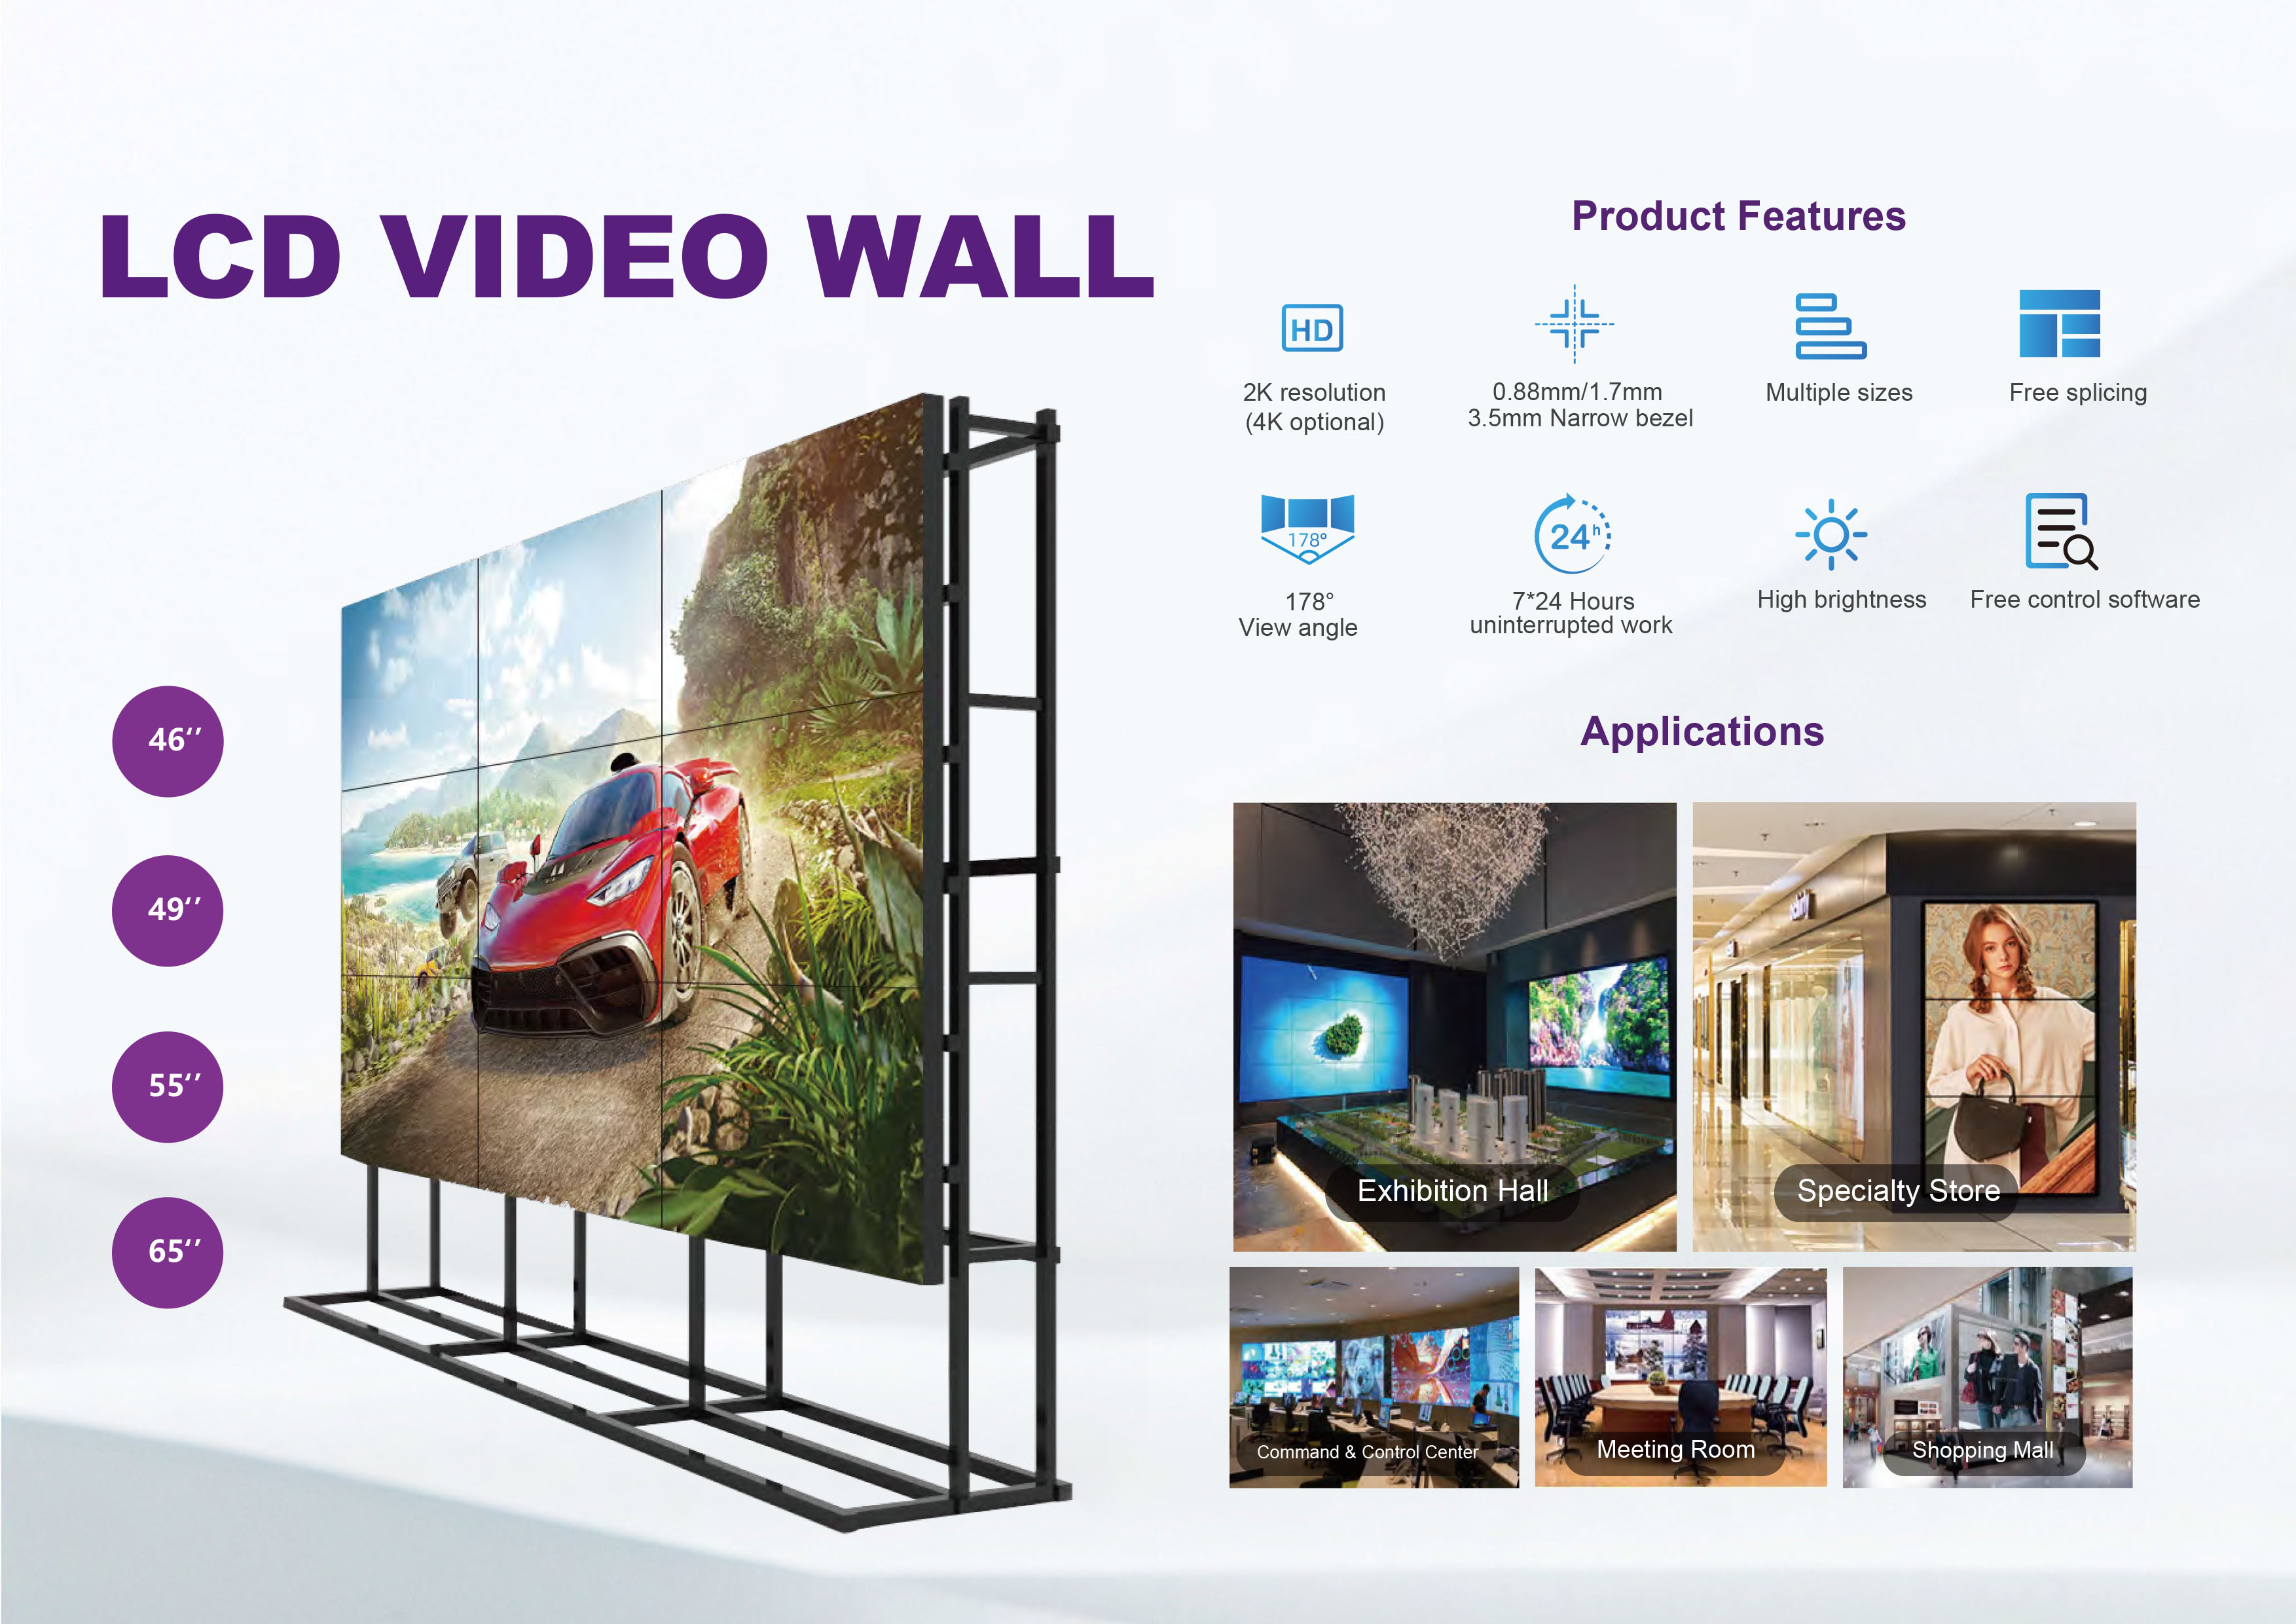 LCD VIDEO WALL
46‘’
49‘’
55‘’
65‘’
Product Features
HD
2K resolution
(4K optional)
0.88mm/1.7mm
3.5mm Narrow bezel
Multiple sizes
Free splicing
178°
178°
View angle
24h
7*24 Hours
uninterrupted work
High brightness
Free control software
Applications
Exhibition Hall
Specialty Store
Command & Control Center
Meeting Room
Shopping Mall